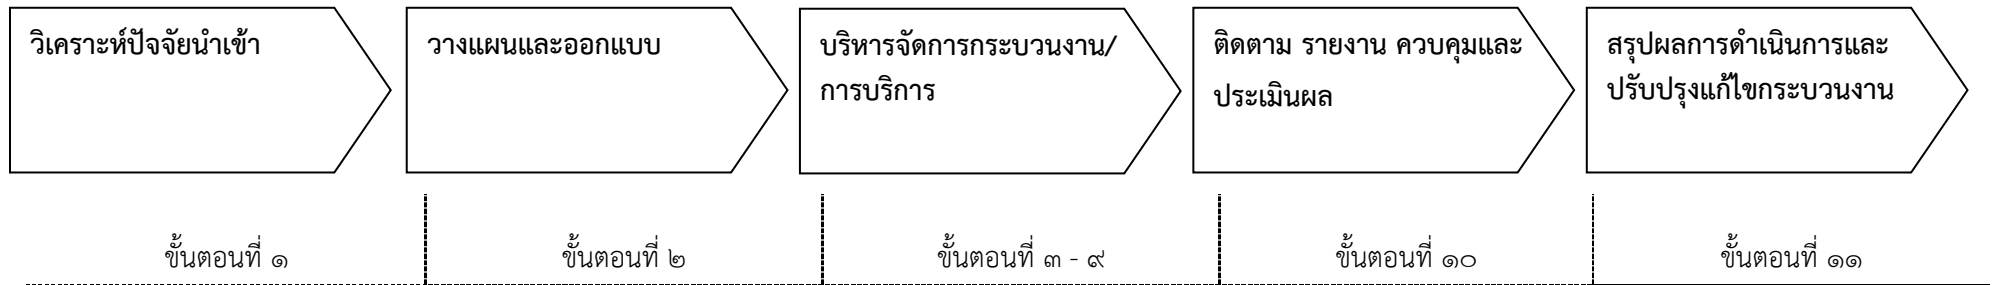 วิเคราะห์ปัจจัยนำเข้า
วางแผนและออกแบบ
บริหารจัดการกระบวนงาน/
การบริการ
ติดตาม รายงาน ควบคุมและ
ประเมินผล
สรุปผลการดำเนินการและ
ปรับปรุงแก้ไขกระบวนงาน
ขั้นตอนที่ ๑
ขั้นตอนที่ ๒
ขั้นตอนที่ ๓ - ๙
ขั้นตอนที่ ๑๐
ขั้นตอนที่ ๑๑